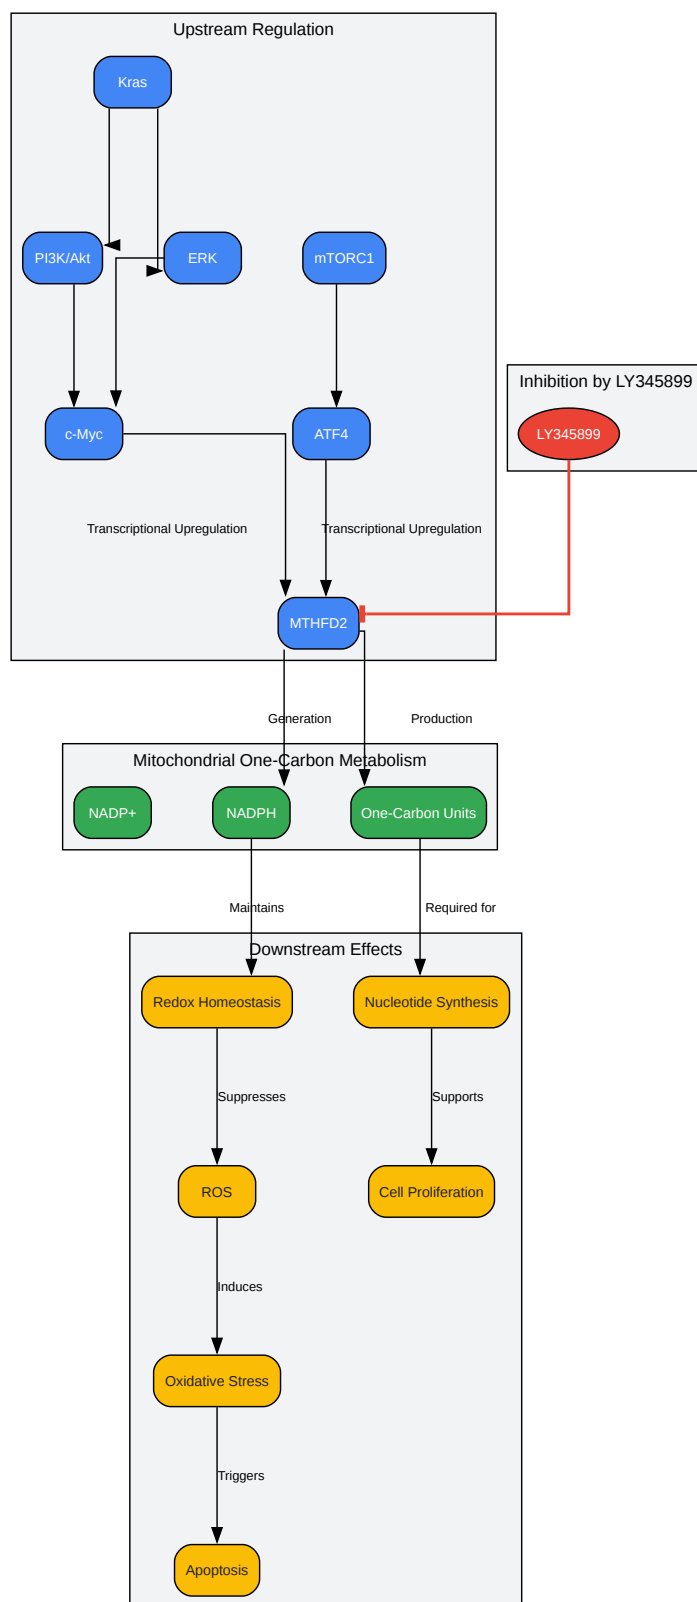 Upstream Regulation
Kras
PI3K/Akt
ERK
mTORC1
Inhibition by LY345899
c-Myc
ATF4
LY345899
Transcriptional Upregulation
Transcriptional Upregulation
MTHFD2
Generation
Production
Mitochondrial One-Carbon Metabolism
NADP+
NADPH
One-Carbon Units
Maintains
Required for
Downstream Effects
Redox Homeostasis
Nucleotide Synthesis
Suppresses
Supports
ROS
Cell Proliferation
Induces
Oxidative Stress
Triggers
Apoptosis